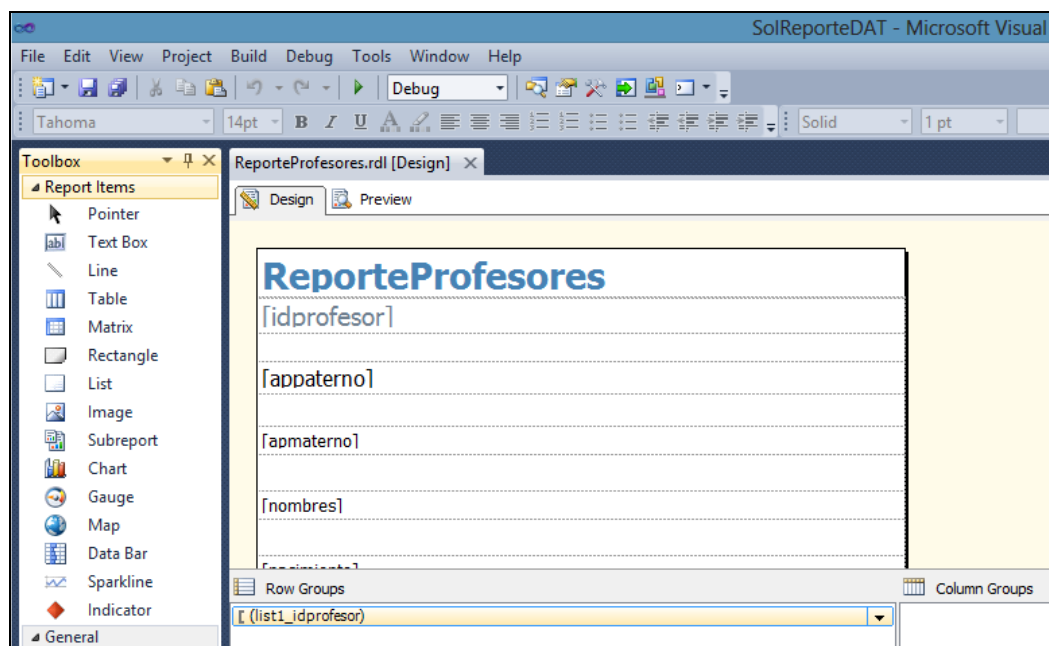 SolReporteDAT - Microsoft Visual
File Edit View Project Build Debug Tools Window Help
Debug
Tahoma 14pt B I U A Solid 1 pt
Toolbox
ReporteProfesores.rdl [Design]
Report Items
Design Preview
Pointer
abl Text Box
Line
Table
Matrix
Rectangle
List
Image
Subreport
Chart
Gauge
Map
Data Bar
Sparkline
Indicator
General
ReporteProfesores
[idprofesor]
[appaterno]
[apmaterno]
[nombres]
Row Groups
Column Groups
(list1_idprofesor)